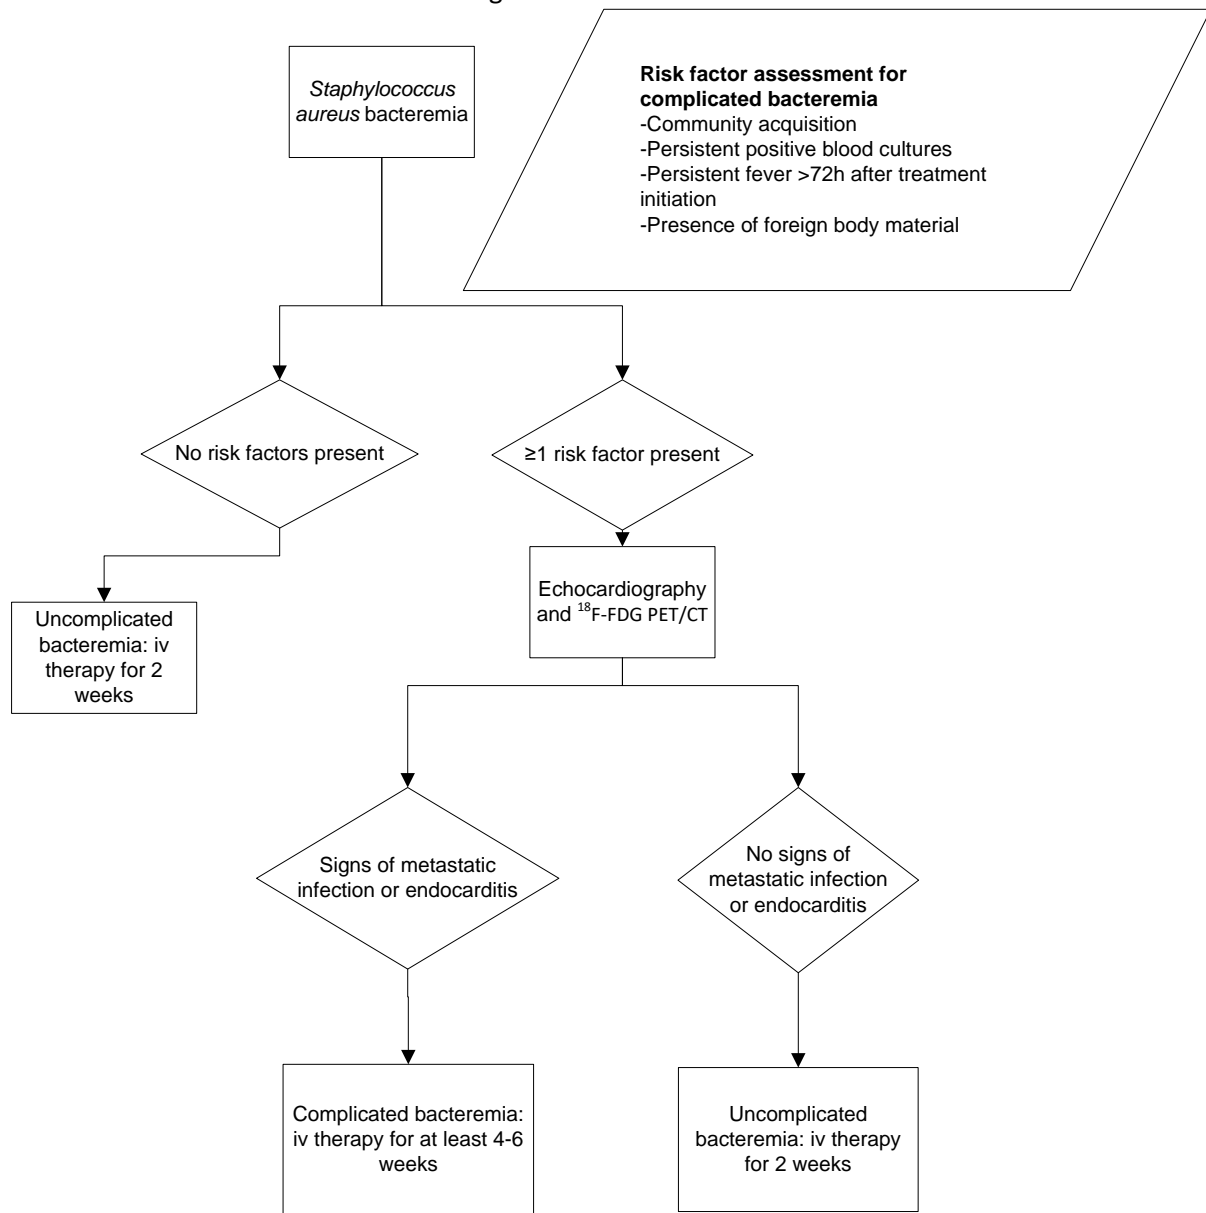 Staphylococcus
aureus bacteremia
Risk factor assessment for
complicated bacteremia
-Community acquisition
-Persistent positive blood cultures
-Persistent fever >72h after treatment
initiation
-Presence of foreign body material
No risk factors present
≥1 risk factor present
Echocardiography
and ¹⁸F-FDG PET/CT
Uncomplicated
bacteremia: iv
therapy for 2
weeks
Signs of metastatic
infection or endocarditis
No signs of
metastatic infection
or endocarditis
Complicated bacteremia:
iv therapy for at least 4-6
weeks
Uncomplicated
bacteremia: iv therapy
for 2 weeks